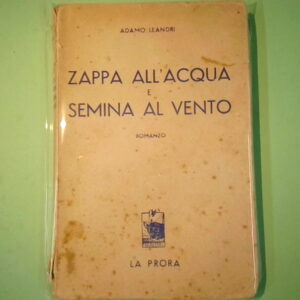 ADAMO LEANDRI
ZAPPA ALL'ACQUA
E
SEMINA AL VENTO
ROMANZO
LA PRORA